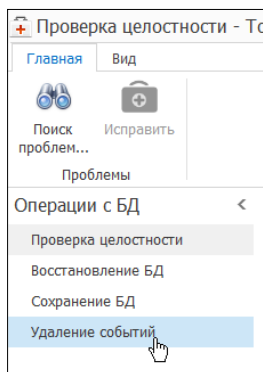 Проверка целостности - То
Главная Вид
Поиск проблем... Исправить
Проблемы
Операции с БД
Проверка целостности
Восстановление БД
Сохранение БД
Удаление событий